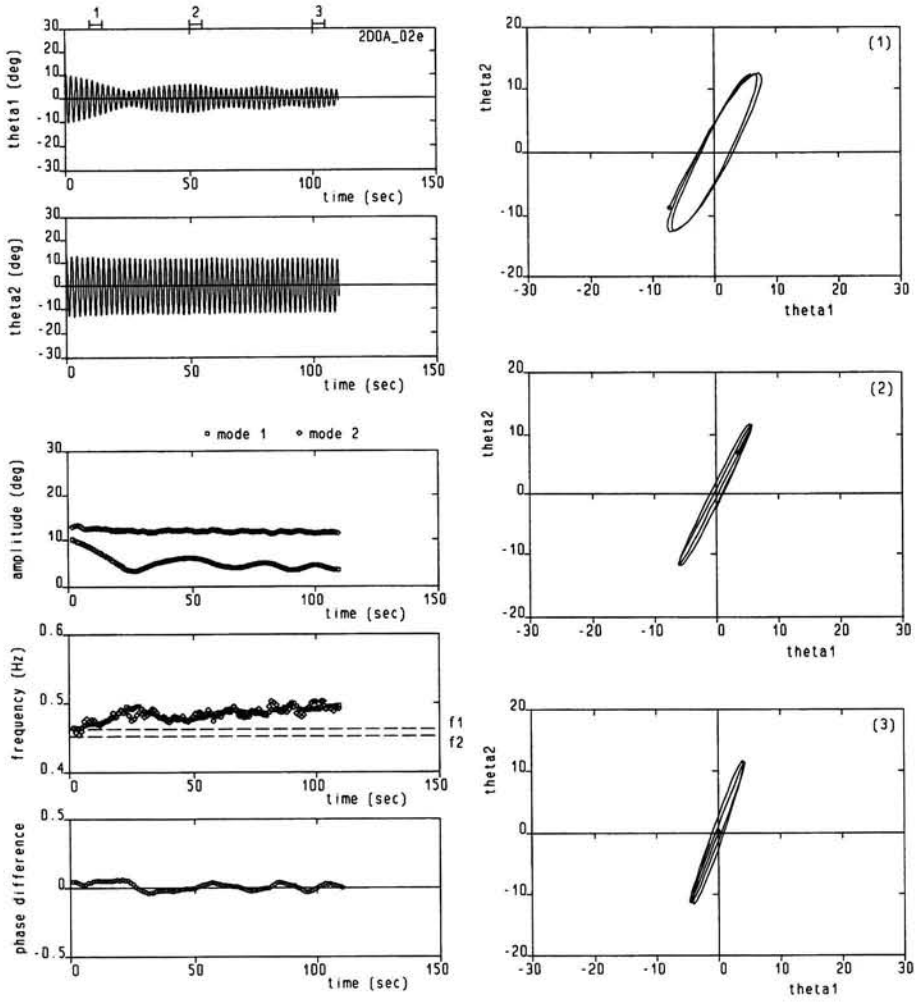 1 2 3
30
20
10
0
-10
-20
-30
theta1 (deg)
2D0A_02e
0 50 100 150
time (sec)
30
20
10
0
-10
-20
-30
theta2 (deg)
0 50 100 150
time (sec)
mode 1 mode 2
30
20
10
0
amplitude (deg)
0 50 100 150
time (sec)
0.6
0.5
0.4
frequency (Hz)
f1
f2
0 50 100 150
time (sec)
0.5
0
-0.5
phase difference
0 50 100 150
time (sec)
(1)
20
10
0
-10
-20
theta2
-30 -20 -10 0 10 20 30
theta1
(2)
20
10
0
-10
-20
theta2
-30 -20 -10 0 10 20 30
theta1
(3)
20
10
0
-10
-20
theta2
-30 -20 -10 0 10 20 30
theta1